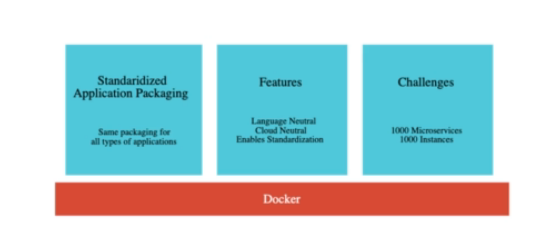 Standaridized
Application Packaging
Same packaging for
all types of applications
Features
Language Neutral
Cloud Neutral
Enables Standardization
Challenges
1000 Microservices
1000 Instances
Docker